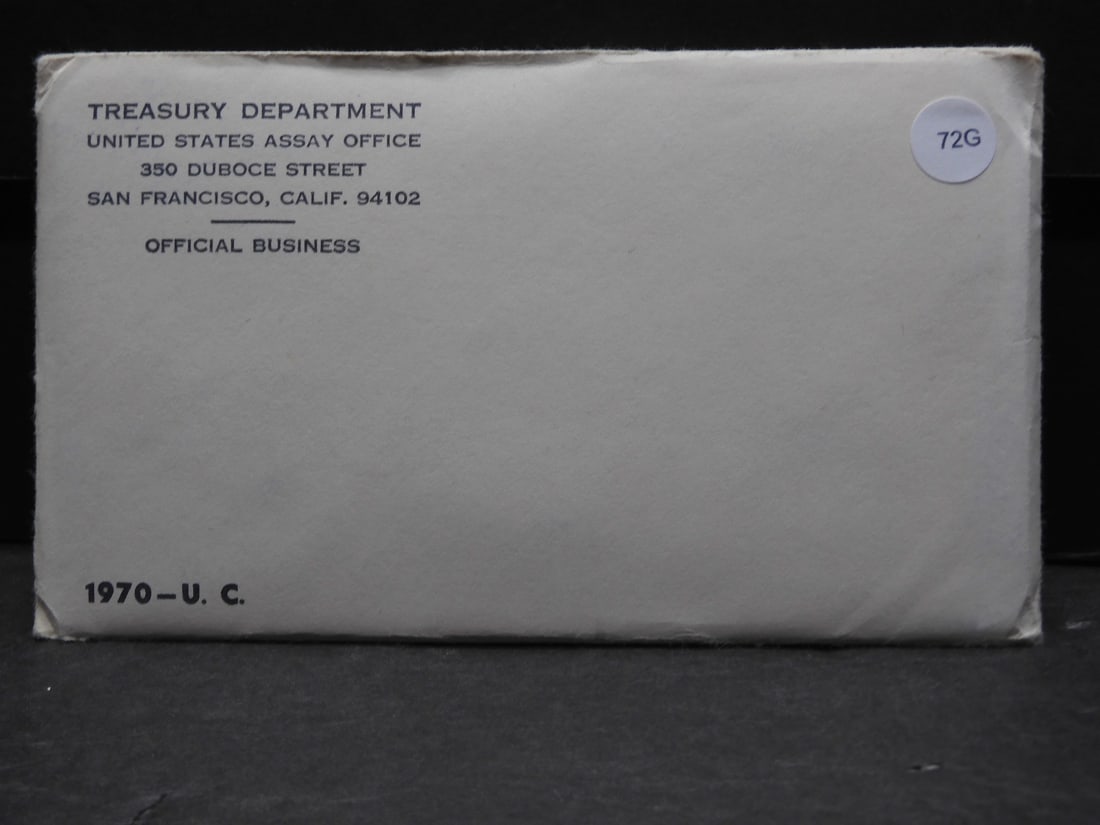 TREASURY DEPARTMENT
UNITED STATES ASSAY OFFICE
350 DUBOCE STREET
SAN FRANCISCO, CALIF. 94102
OFFICIAL BUSINESS
72G
1970—U. C.